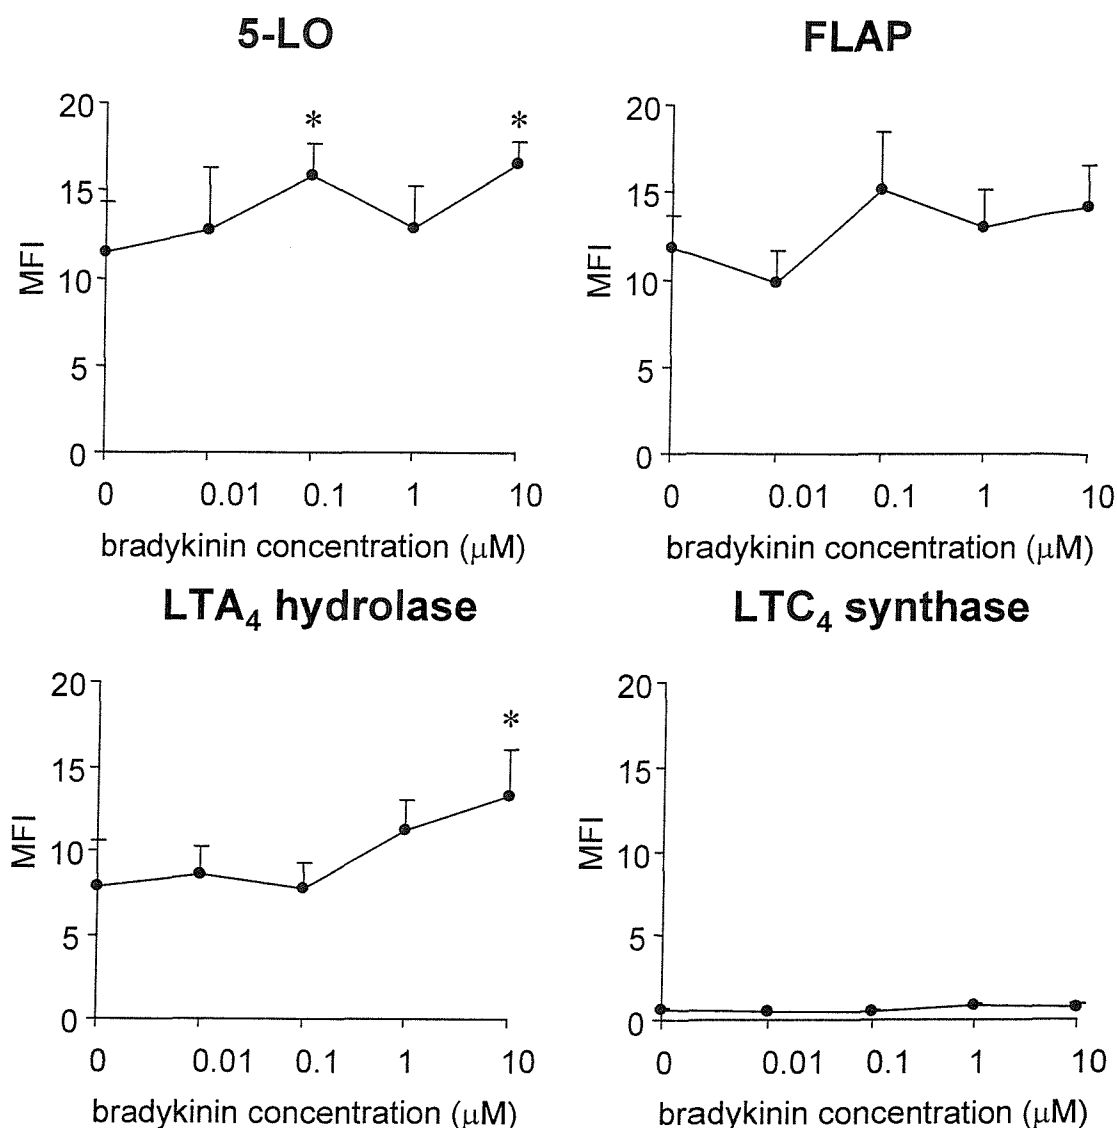 5-LO
20
15
10
5
0
MFI
* *
0 0.01 0.1 1 10
bradykinin concentration (μM)
FLAP
20
15
10
5
0
MFI
0 0.01 0.1 1 10
bradykinin concentration (μM)
LTA₄ hydrolase
20
15
10
5
0
MFI
*
0 0.01 0.1 1 10
bradykinin concentration (μM)
LTC₄ synthase
20
15
10
5
0
MFI
0 0.01 0.1 1 10
bradykinin concentration (μM)